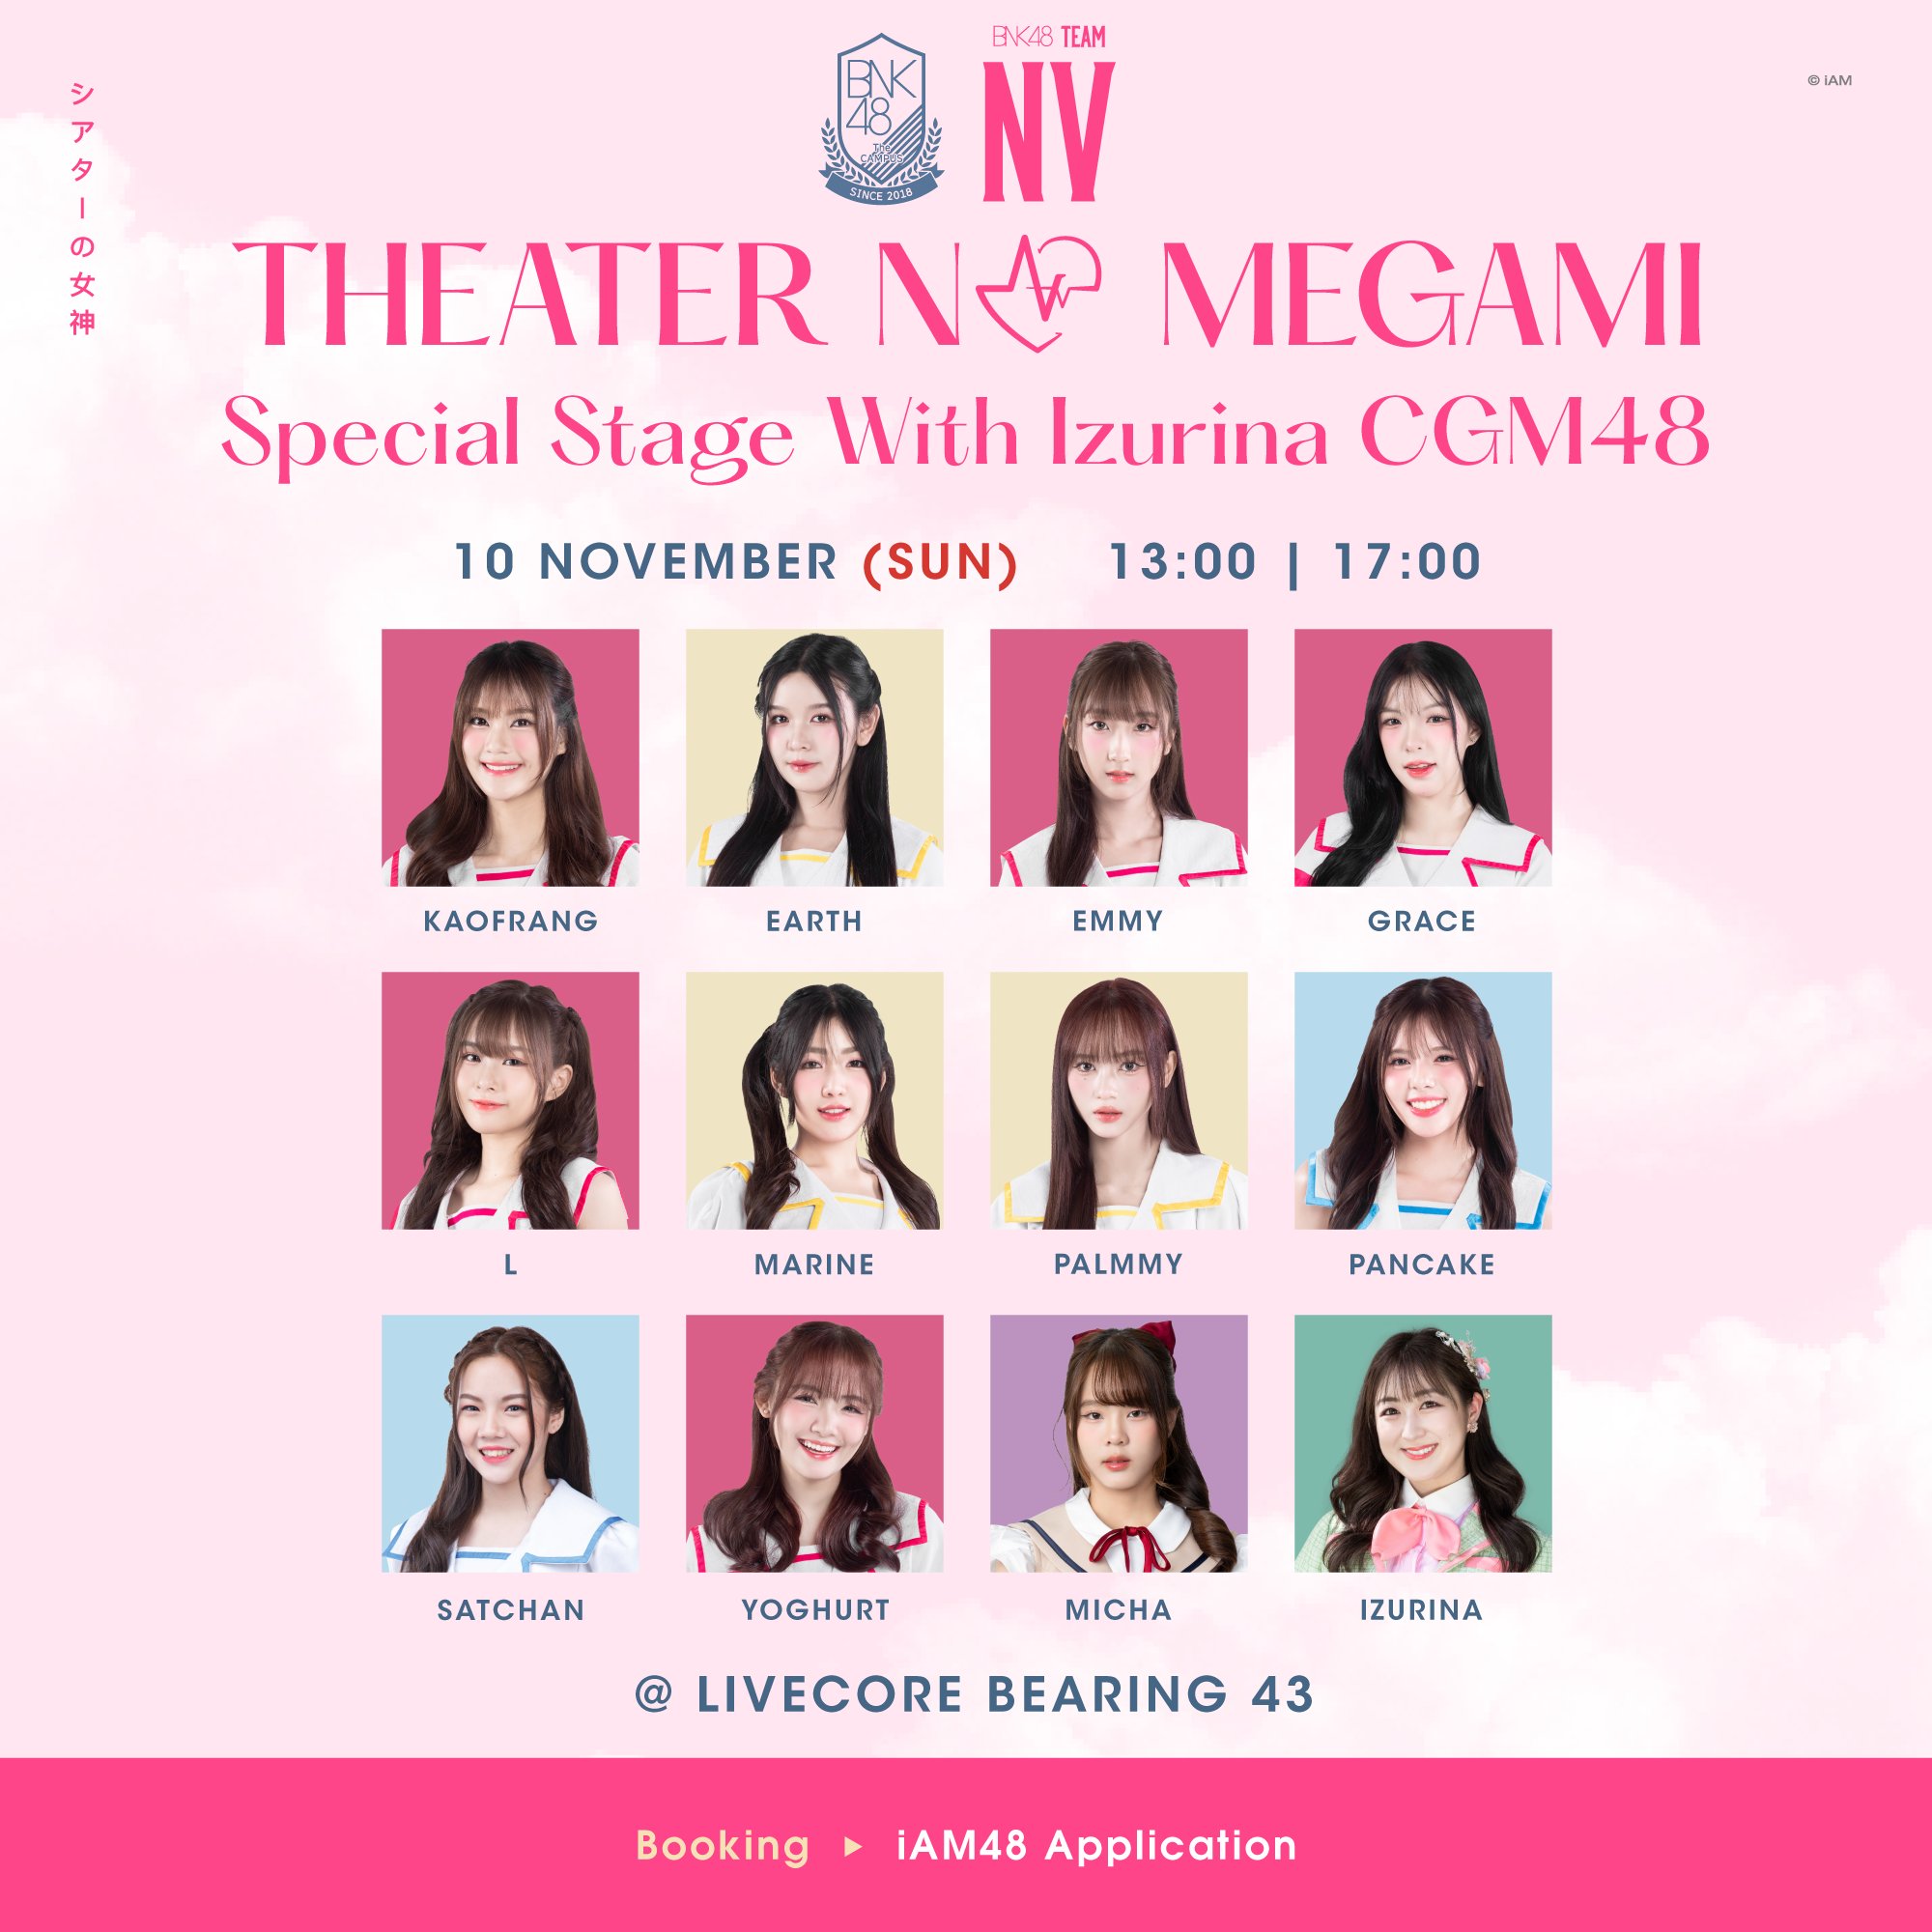 シアターの女神
BNK
48
The
CAMPUS
SINCE 2018
BNK48 TEAM
NV
© iAM
THEATER NO MEGAMI
Special Stage With Izurina CGM48
10 NOVEMBER (SUN) 13:00 | 17:00
KAOFRANG EARTH EMMY GRACE
L MARINE PALMMY PANCAKE
SATCHAN YOGHURT MICHA IZURINA
@ LIVECORE BEARING 43
Booking ▶ iAM48 Application